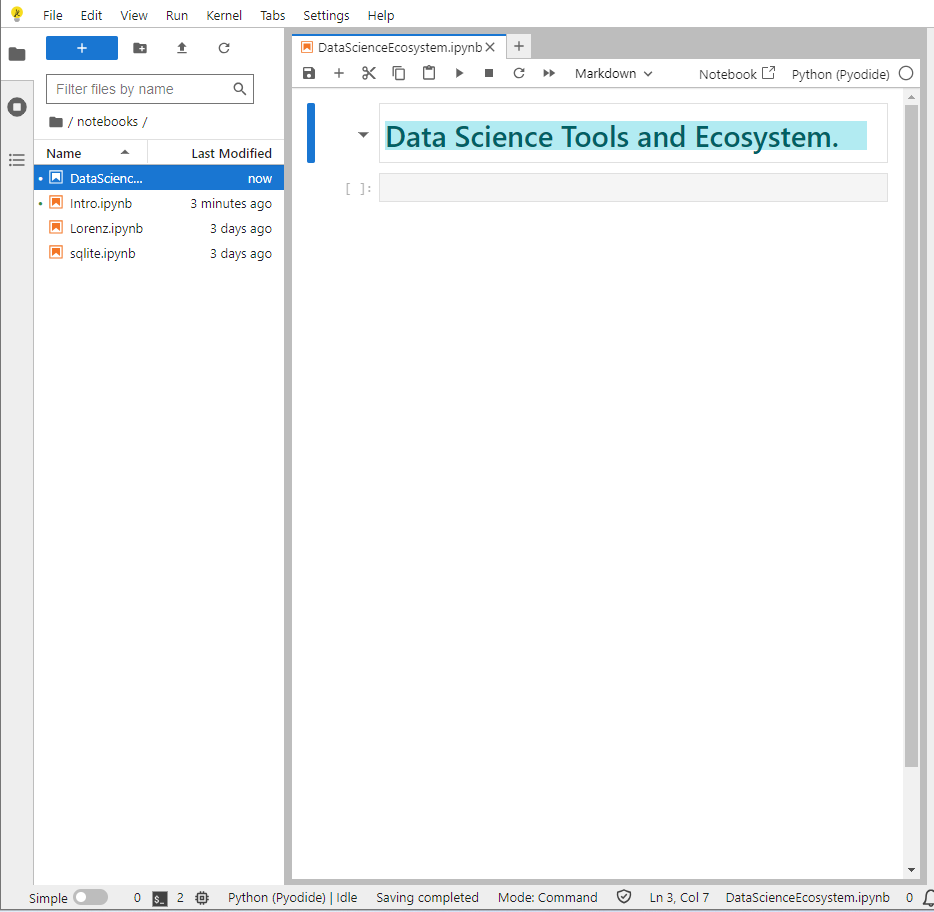 File Edit View Run Kernel Tabs Settings Help
+
Filter files by name
/ notebooks /
Name Last Modified
DataScienc... now
Intro.ipynb 3 minutes ago
Lorenz.ipynb 3 days ago
sqlite.ipynb 3 days ago
DataScienceEcosystem.ipynb
Markdown Notebook Python (Pyodide)
Data Science Tools and Ecosystem.
[ ]:
Simple 0 $_ 2 Python (Pyodide) | Idle Saving completed Mode: Command Ln 3, Col 7 DataScienceEcosystem.ipynb 0